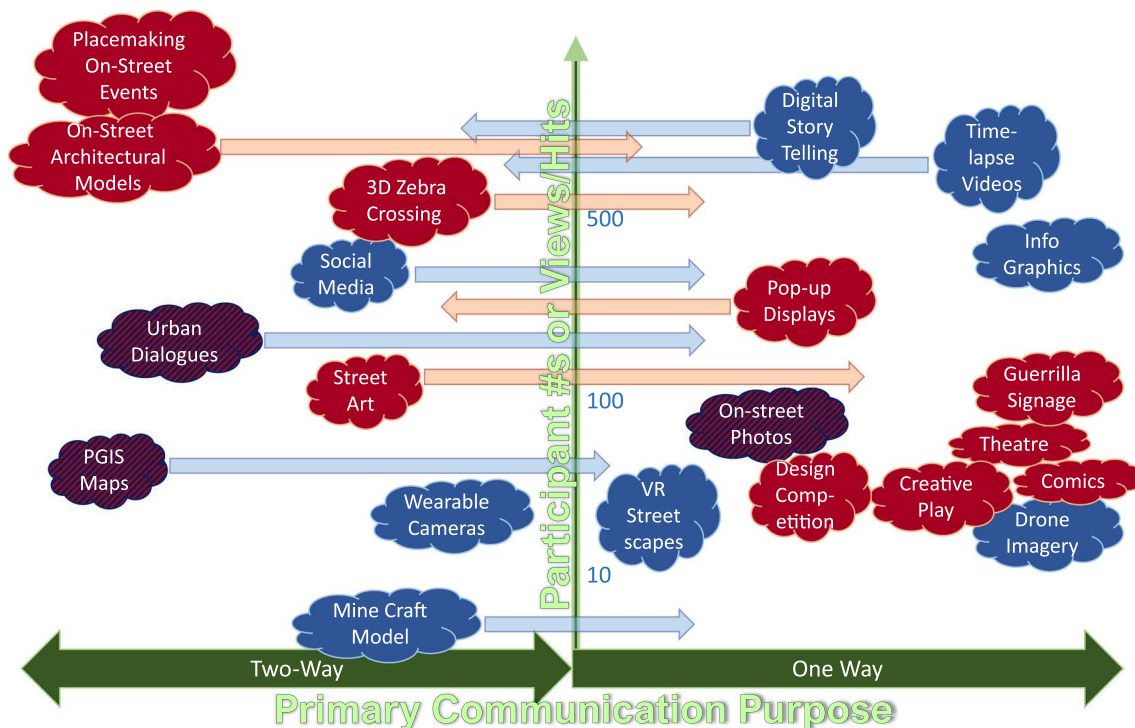 Placemaking
On-Street
Events
On-Street
Architectural
Models
Digital
Story
Telling
Time-
lapse
Videos
3D Zebra
Crossing
500
Social
Media
Info
Graphics
Pop-up
Displays
Urban
Dialogues
Street
Art
100
On-street
Photos
Guerrilla
Signage
Theatre
PGIS
Maps
Wearable
Cameras
VR
Street
scapes
Design
Comp-
etition
Creative
Play
Comics
Drone
Imagery
10
Mine Craft
Model
Participant #s or Views/Hits
Two-Way
One Way
Primary Communication Purpose